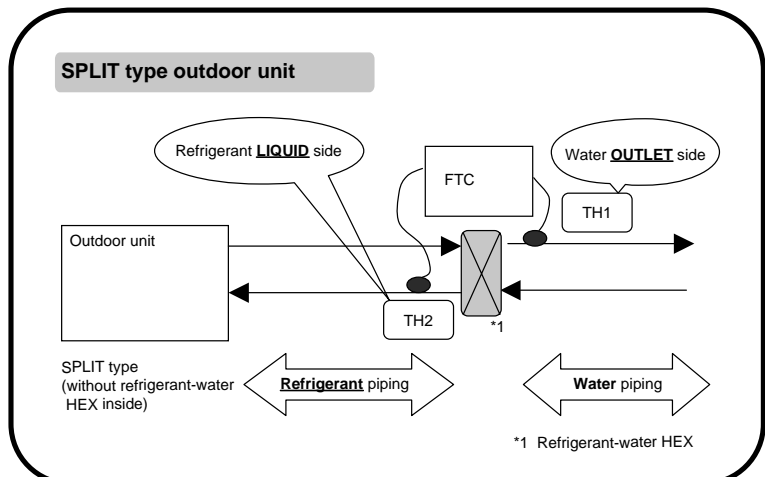 SPLIT type outdoor unit
Refrigerant LIQUID side
Water OUTLET side
FTC
TH1
Outdoor unit
TH2
*1
SPLIT type
(without refrigerant-water
HEX inside)
Refrigerant piping
Water piping
*1 Refrigerant-water HEX